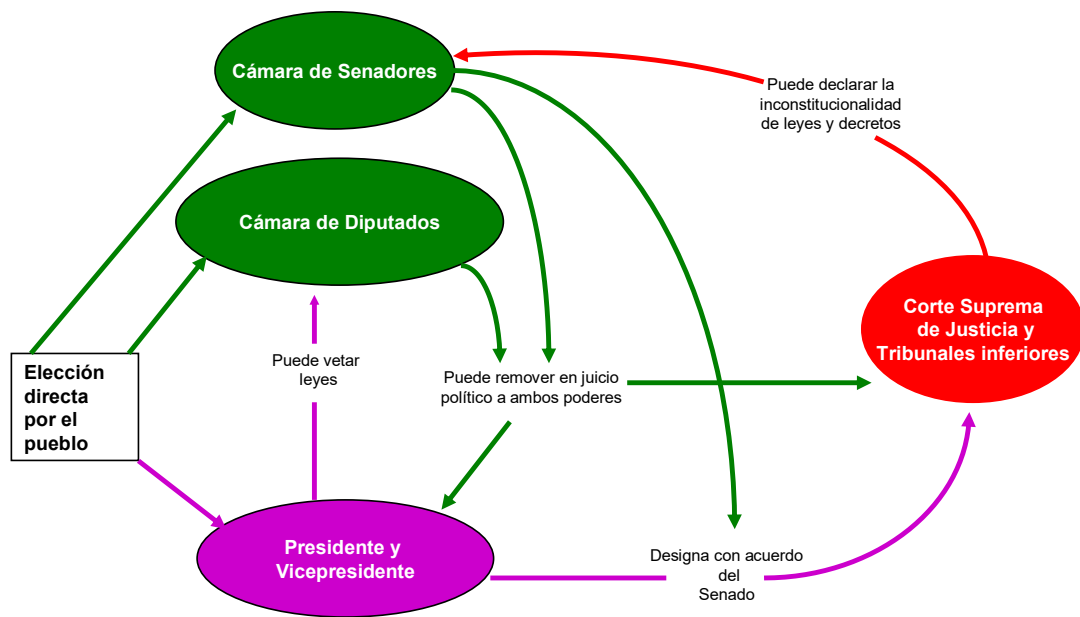 Cámara de Senadores
Puede declarar la
inconstitucionalidad
de leyes y decretos
Cámara de Diputados
Corte Suprema
de Justicia y
Tribunales inferiores
Elección
directa
por el
pueblo
Puede vetar
leyes
Puede remover en juicio
político a ambos poderes
Presidente y
Vicepresidente
Designa con acuerdo
del
Senado